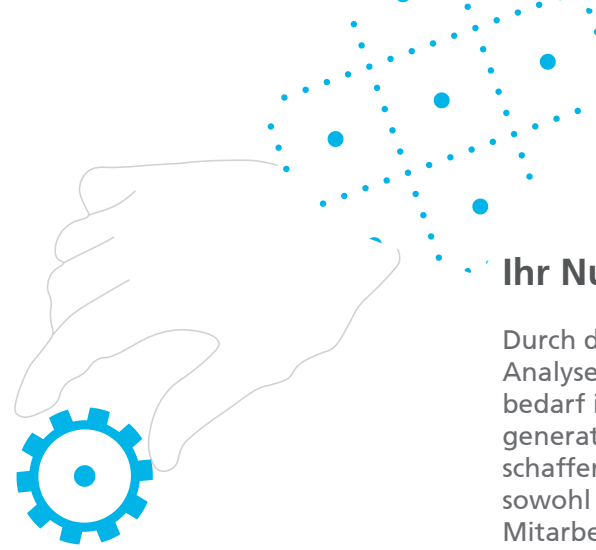 Ihr Nu
Durch d
Analyse
bedarf i
generat
schaffer
sowohl
Mitarbe